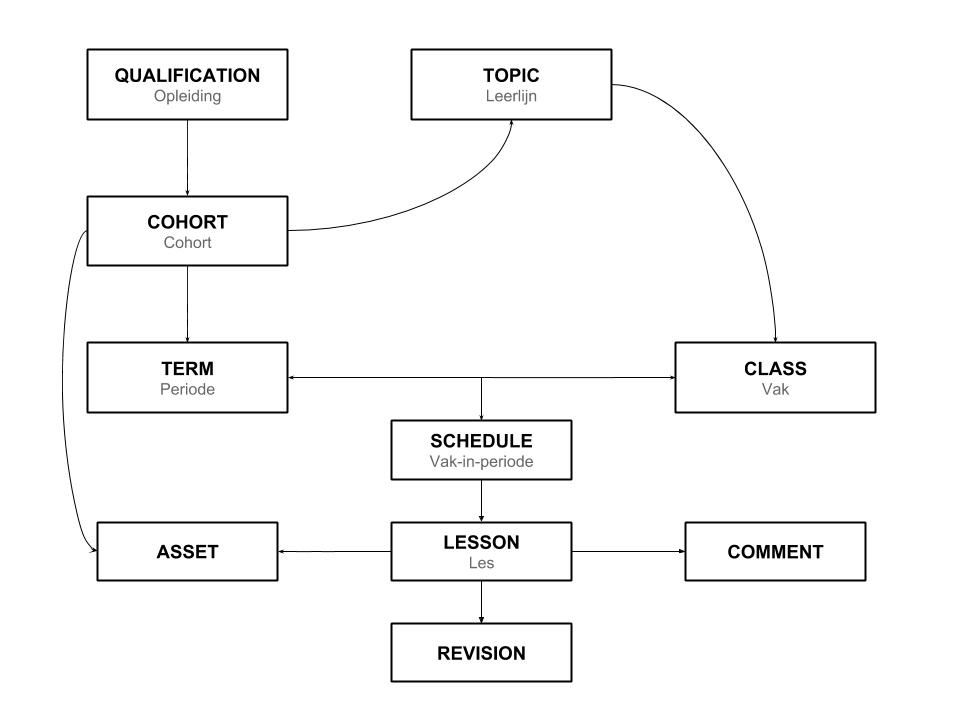 QUALIFICATION
Opleiding
TOPIC
Leerlijn
COHORT
Cohort
TERM
Periode
CLASS
Vak
SCHEDULE
Vak-in-periode
ASSET
LESSON
Les
COMMENT
REVISION